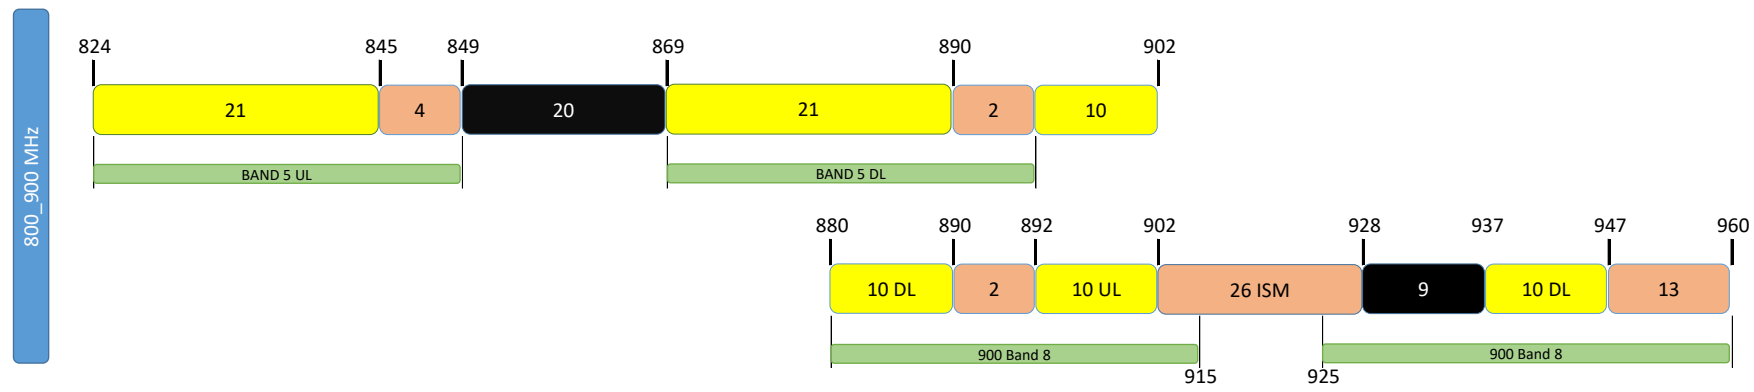 800_900 MHz
824 845 849 869 890 902
21 4 20 21 2 10
BAND 5 UL BAND 5 DL
880 890 892 902 928 937 947 960
10 DL 2 10 UL 26 ISM 9 10 DL 13
900 Band 8 900 Band 8
915 925